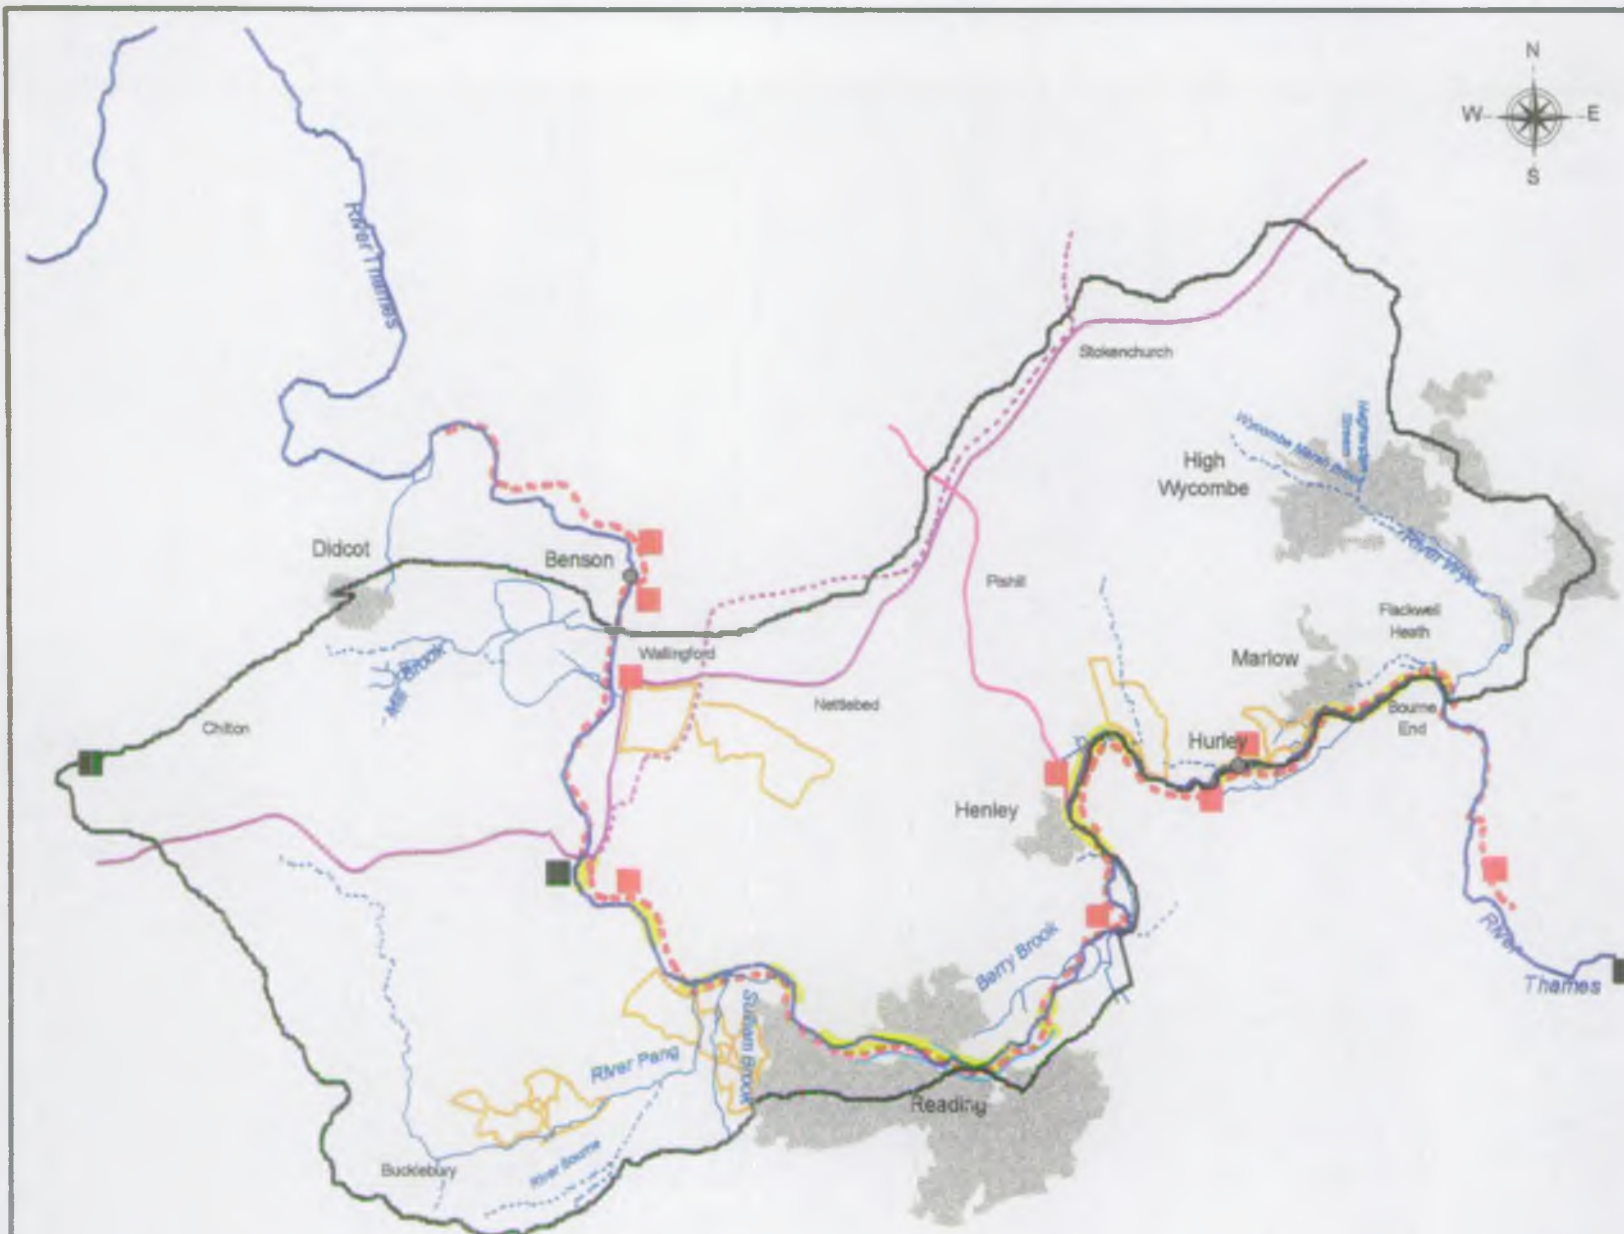 N
W
E
S
River Thames
Stokenchurch
Wycombe Marsh Brook
Hughenden
Stream
High
Wycombe
River Wye
Didcot
Benson
Pishill
Flackwell
Heath
Wallingford
Marlow
Mill Brook
Nettlebed
Chilton
Bourne
End
Hurley
Henley
Barry Brook
River
Thames
Sulham Brook
River Pang
Reading
River Bourne
Bucklebury